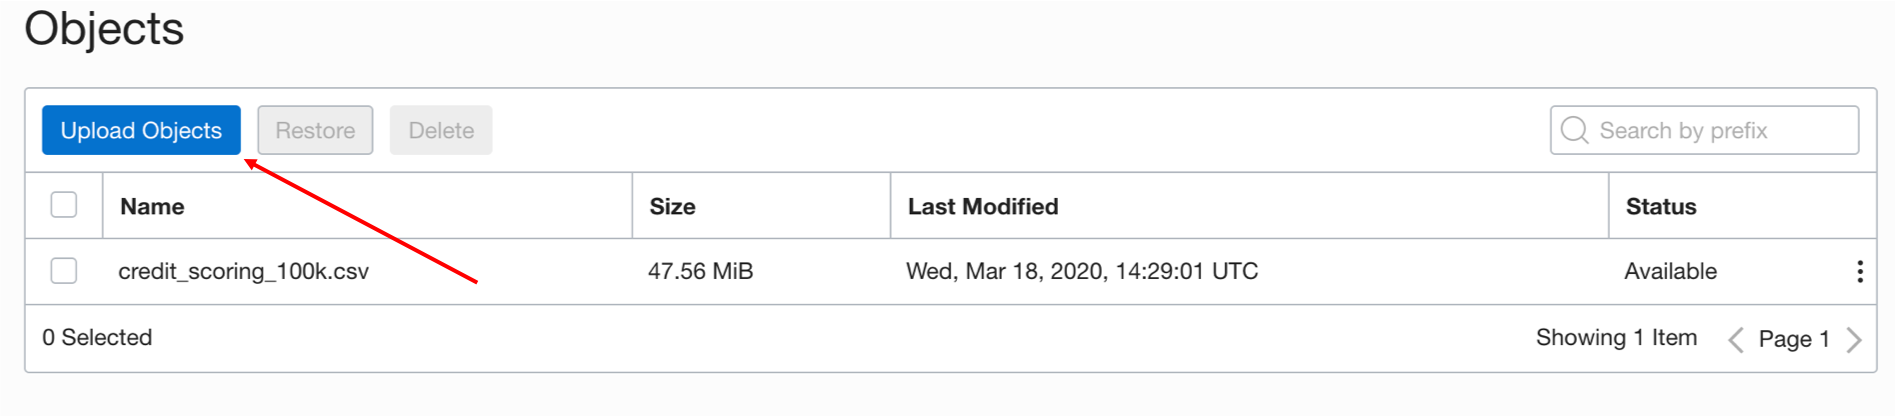 Objects
Upload Objects Restore Delete Search by prefix
Name Size Last Modified Status
credit_scoring_100k.csv 47.56 MiB Wed, Mar 18, 2020, 14:29:01 UTC Available
0 Selected Showing 1 Item Page 1